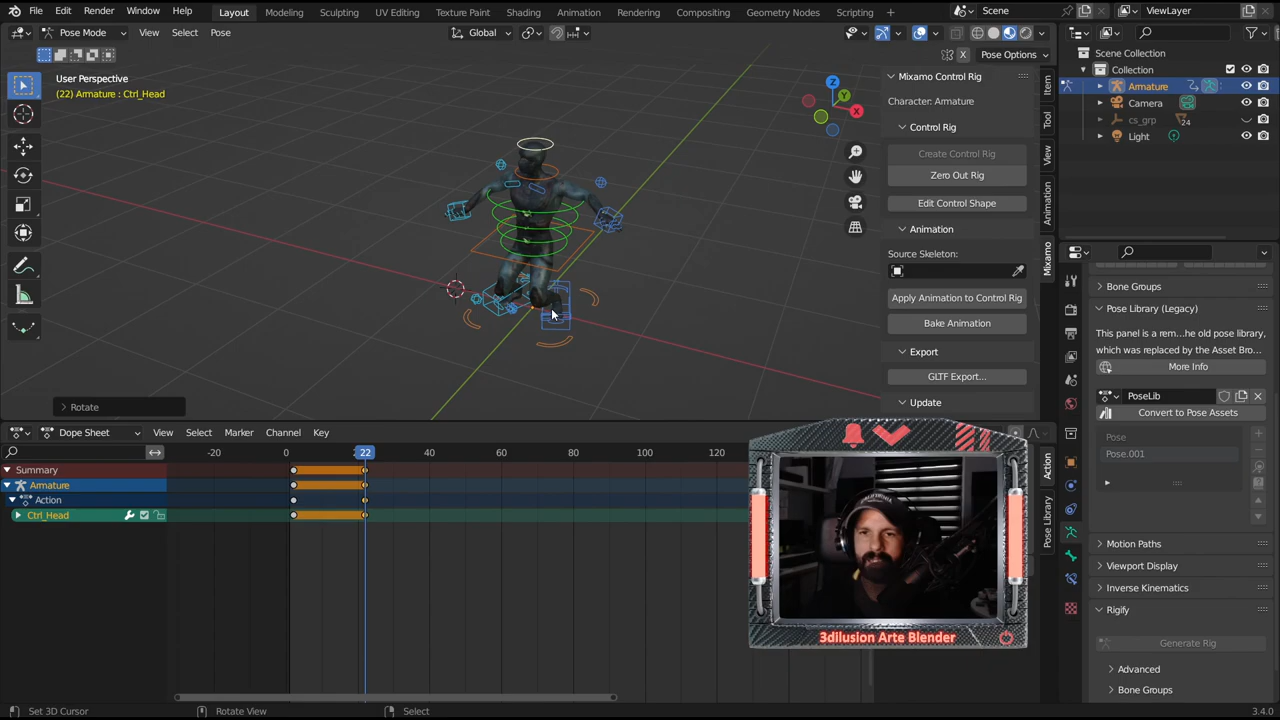 File Edit Render Window Help
Layout Modeling Sculpting UV Editing Texture Paint Shading Animation Rendering Compositing Geometry Nodes Scripting
Scene
ViewLayer
Pose Mode View Select Pose
Global
X
Pose Options
User Perspective
(22) Armature : Ctrl_Head
Z
Y
X
Rotate
Mixamo Control Rig
Character: Armature
Control Rig
Create Control Rig
Zero Out Rig
Edit Control Shape
Animation
Source Skeleton:
Apply Animation to Control Rig
Bake Animation
Export
GLTF Export...
Update
Item
Tool
View
Animation
Mixamo
Scene Collection
Collection
Armature
Camera
cs_grp
24
Light
Bone Groups
Pose Library (Legacy)
This panel is a rem...he old pose library,
which was replaced by the Asset Bro...
More Info
PoseLib
Convert to Pose Assets
Pose
Pose.001
Motion Paths
Viewport Display
Inverse Kinematics
Rigify
Generate Rig
Advanced
Bone Groups
Dope Sheet View Select Marker Channel Key
-20 0 22 40 60 80 100 120
Summary
Armature
Action
Ctrl_Head
Action
Pose Library
3dilusion Arte Blender
Set 3D Cursor Rotate View Select
3.4.0